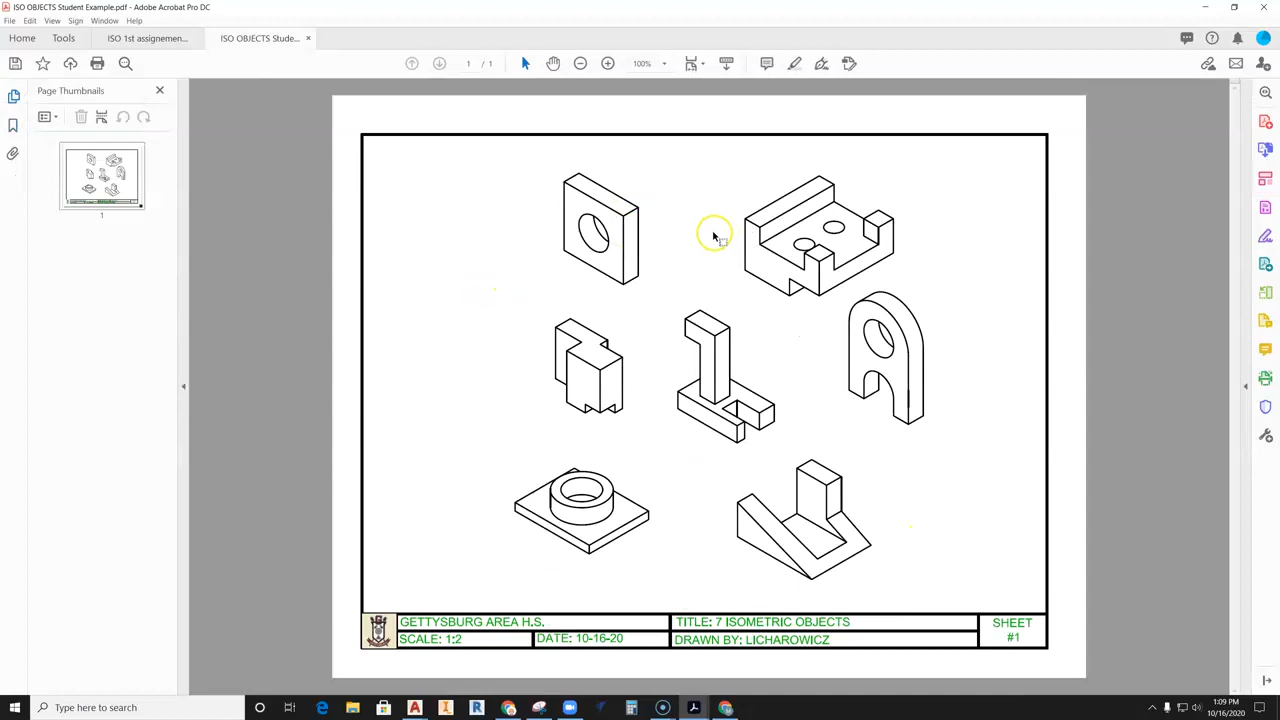 ISO OBJECTS Student Example.pdf - Adobe Acrobat Pro DC
File Edit View Sign Window Help
Home Tools ISO 1st assignement... ISO OBJECTS Stude... ×
1 / 1 100%
Page Thumbnails
1
GETTYSBURG AREA H.S. TITLE: 7 ISOMETRIC OBJECTS SHEET
SCALE: 1:2 DATE: 10-16-20 DRAWN BY: LICHAROWICZ #1
Type here to search
1:09 PM
10/16/2020